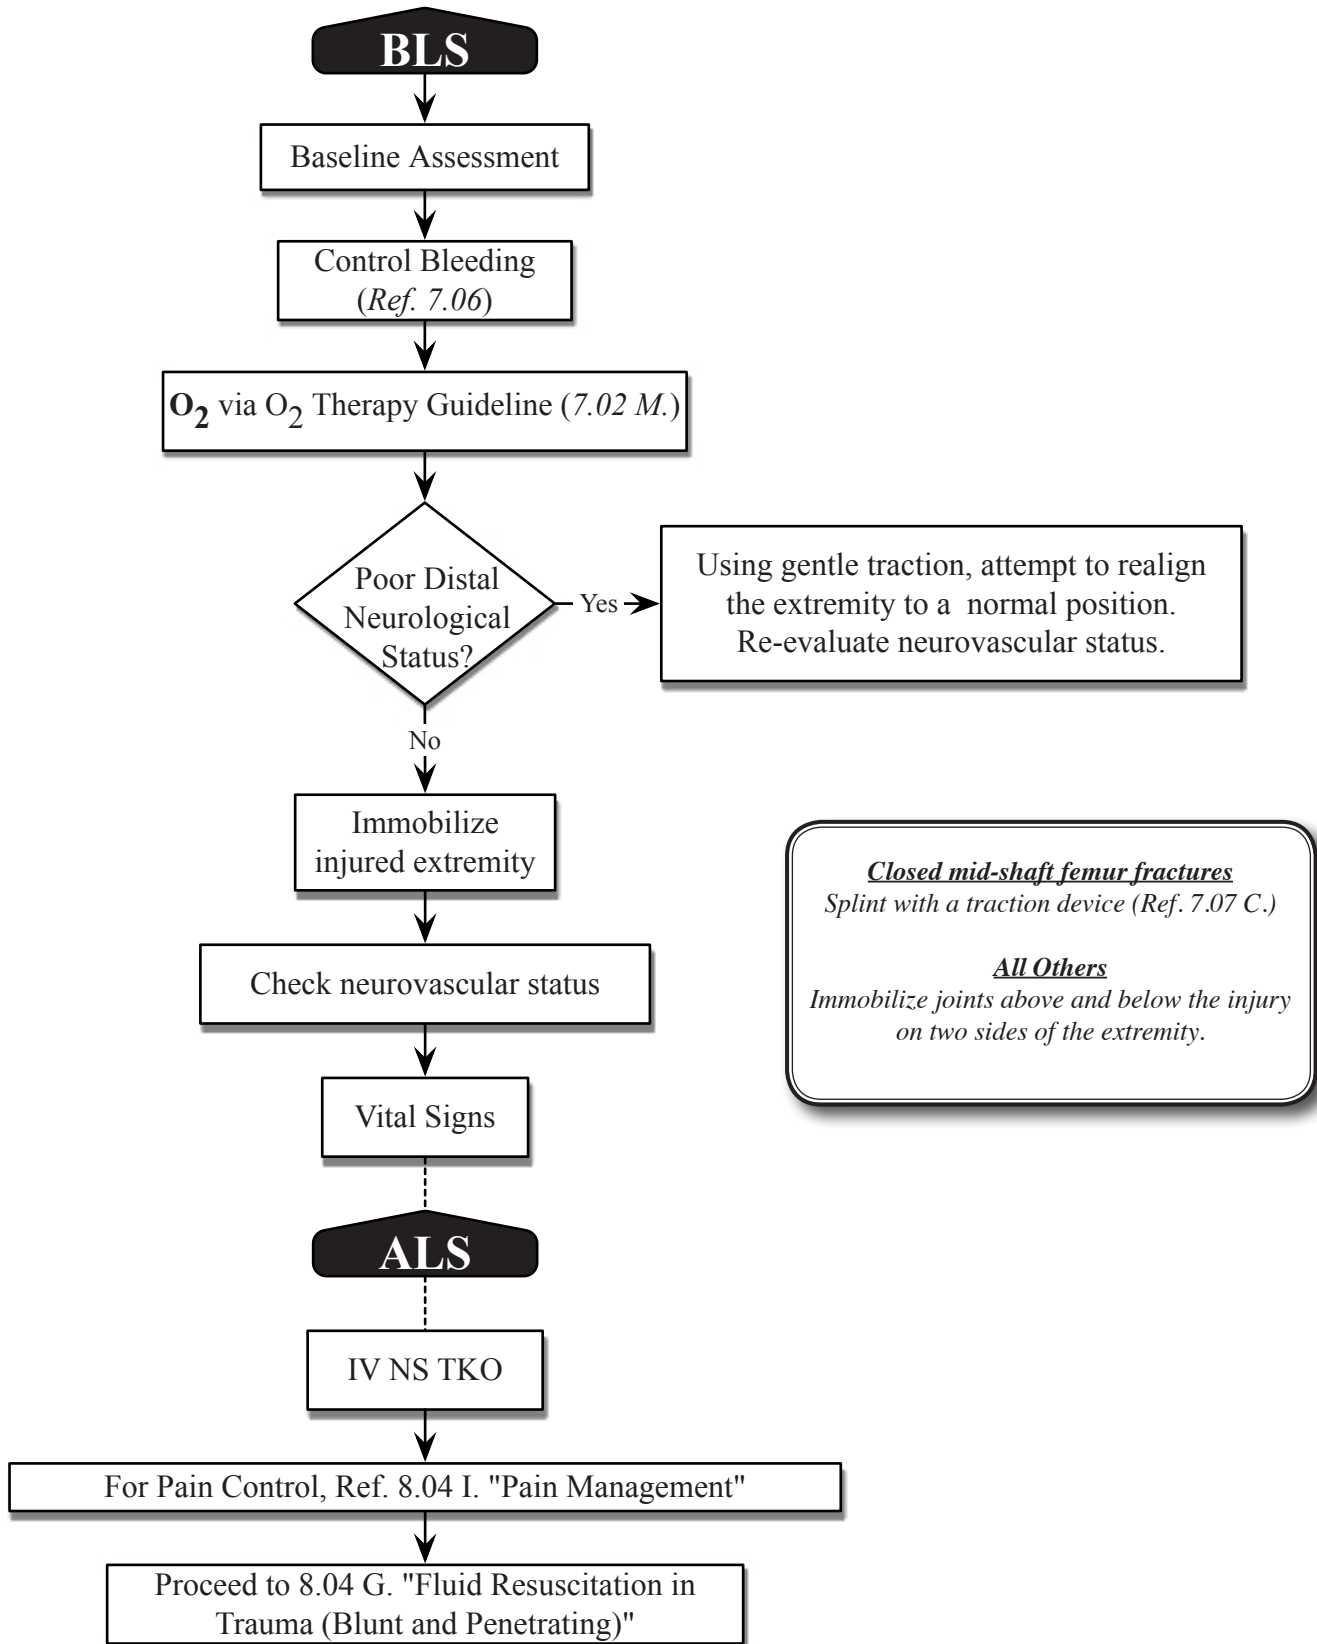 BLS
Baseline Assessment
Control Bleeding
(Ref. 7.06)
O2 via O2 Therapy Guideline (7.02 M.)
Poor Distal
Neurological
Status?
Yes
Using gentle traction, attempt to realign
the extremity to a normal position.
Re-evaluate neurovascular status.
No
Immobilize
injured extremity
Closed mid-shaft femur fractures
Splint with a traction device (Ref. 7.07 C.)
All Others
Immobilize joints above and below the injury
on two sides of the extremity.
Check neurovascular status
Vital Signs
ALS
IV NS TKO
For Pain Control, Ref. 8.04 I. "Pain Management"
Proceed to 8.04 G. "Fluid Resuscitation in
Trauma (Blunt and Penetrating)"